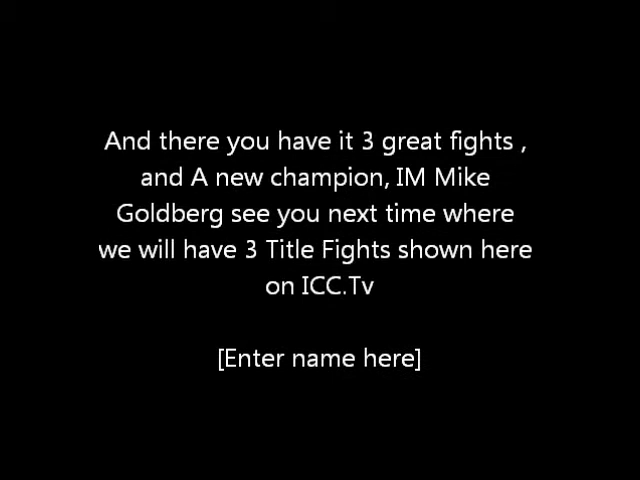 And there you have it 3 great fights ,
and A new champion, IM Mike
Goldberg see you next time where
we will have 3 Title Fights shown here
on ICC.Tv
[Enter name here]